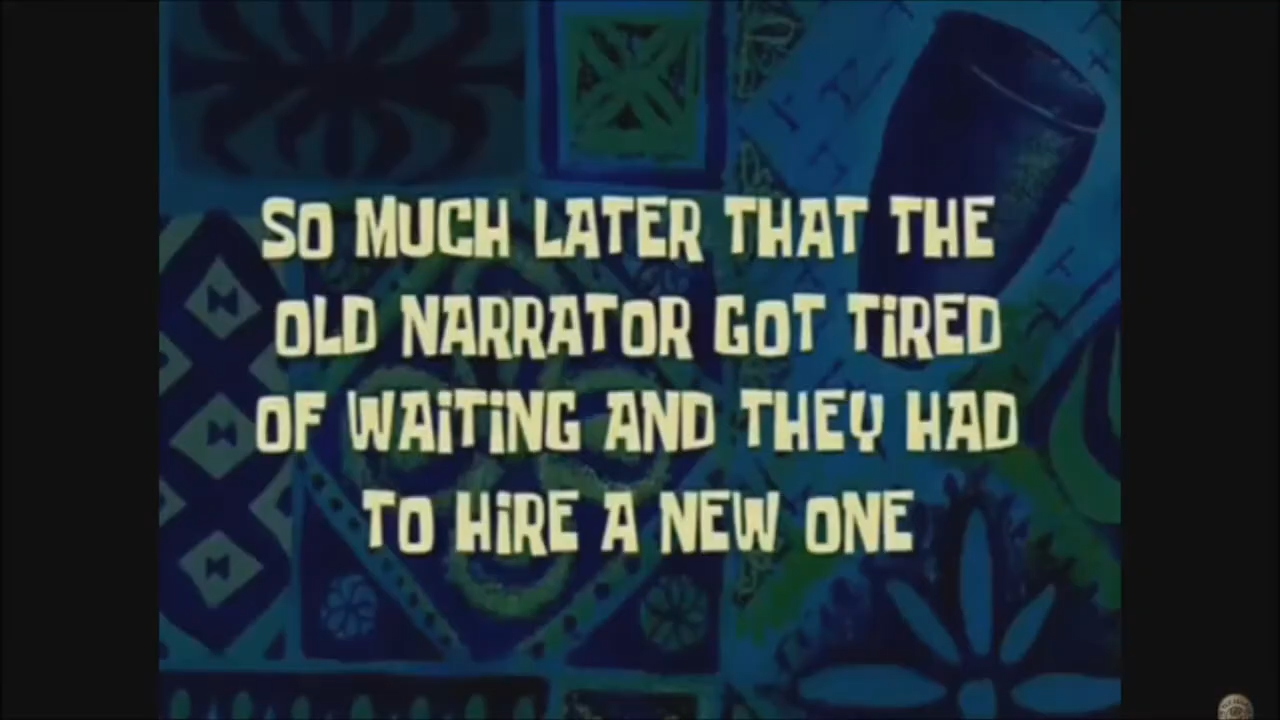 SO MUCH LATER THAT THE
OLD NARRATOR GOT TIRED
OF WAITING AND THEY HAD
TO HIRE A NEW ONE